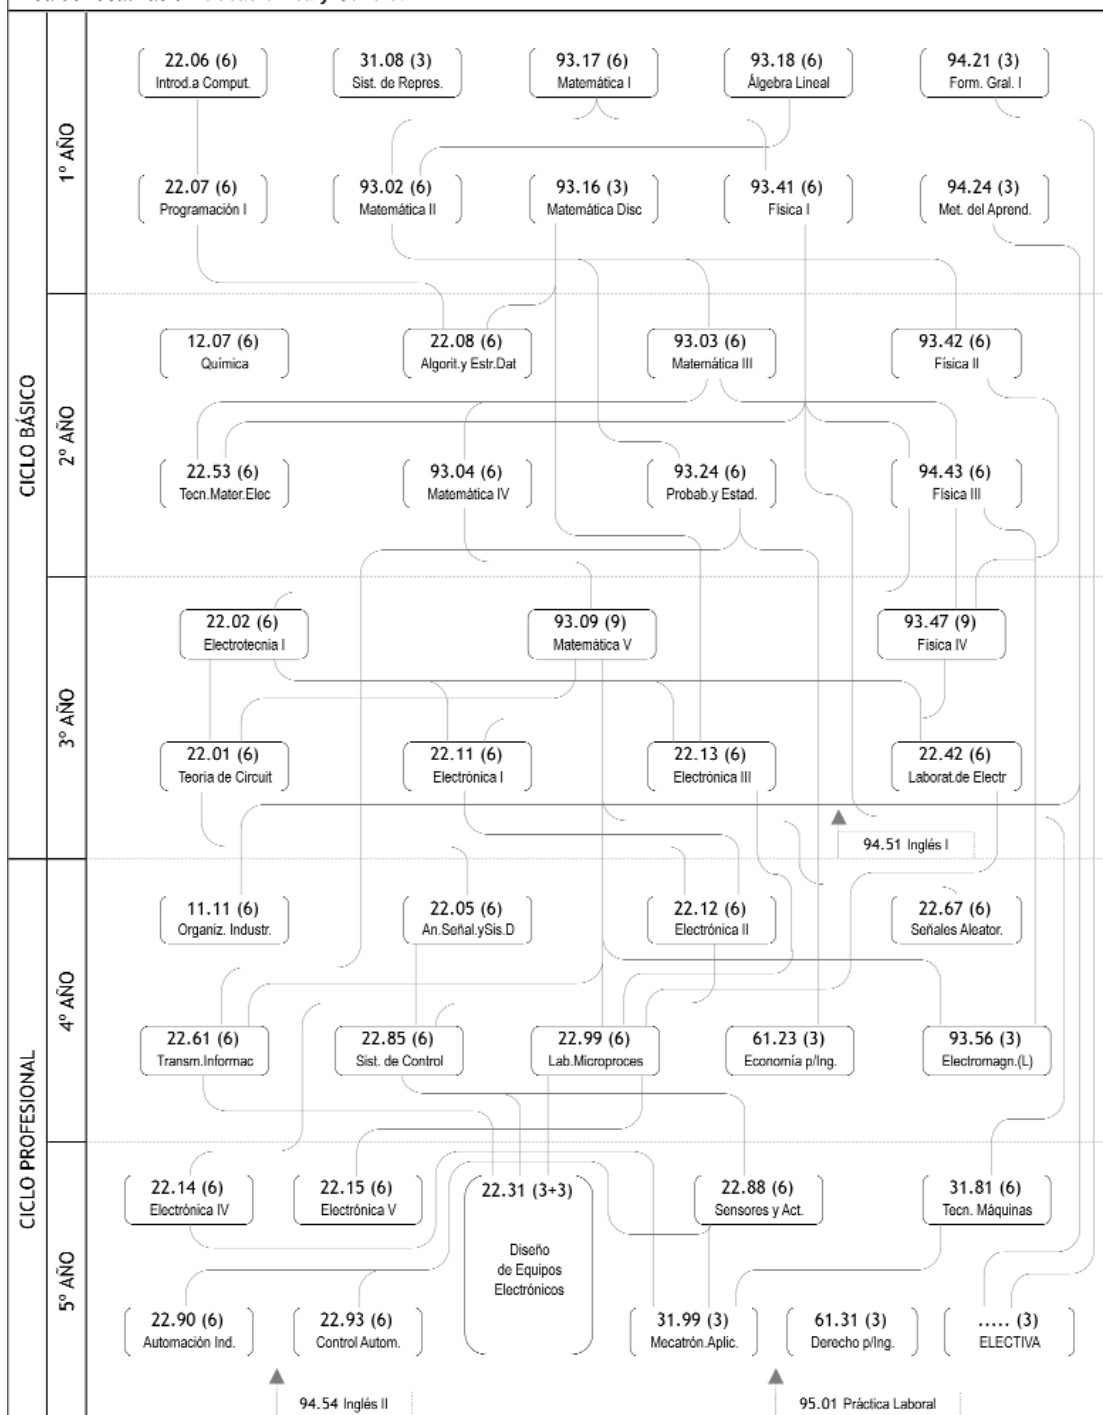 CICLO BÁSICO
CICLO PROFESIONAL
1º AÑO
22.06 (6)
Introd.a Comput.
31.08 (3)
Sist. de Repres.
93.17 (6)
Matemática I
93.18 (6)
Álgebra Lineal
94.21 (3)
Form. Gral. I
22.07 (6)
Programación I
93.02 (6)
Matemática II
93.16 (3)
Matemática Disc
93.41 (6)
Física I
94.24 (3)
Met. del Aprend.
2º AÑO
12.07 (6)
Química
22.08 (6)
Algorit.y Estr.Dat
93.03 (6)
Matemática III
93.42 (6)
Física II
22.53 (6)
Tecn.Mater.Elec
93.04 (6)
Matemática IV
93.24 (6)
Probab.y Estad.
94.43 (6)
Física III
3º AÑO
22.02 (6)
Electrotecnia I
93.09 (9)
Matemática V
93.47 (9)
Física IV
22.01 (6)
Teoría de Circuit
22.11 (6)
Electrónica I
22.13 (6)
Electrónica III
22.42 (6)
Laborat.de Electr
94.51 Inglés I
4º AÑO
11.11 (6)
Organiz. Industr.
22.05 (6)
An.Señal.ySis.D
22.12 (6)
Electrónica II
22.67 (6)
Señales Aleator.
22.61 (6)
Transm.Informac
22.85 (6)
Sist. de Control
22.99 (6)
Lab.Microproces
61.23 (3)
Economía p/Ing.
93.56 (3)
Electromagn.(L)
5º AÑO
22.14 (6)
Electrónica IV
22.15 (6)
Electrónica V
22.31 (3+3)
Diseño
de Equipos
Electrónicos
22.88 (6)
Sensores y Act.
31.81 (6)
Tecn. Máquinas
22.90 (6)
Automación Ind.
22.93 (6)
Control Autom.
31.99 (3)
Mecatrón.Aplic.
61.31 (3)
Derecho p/Ing.
..... (3)
ELECTIVA
94.54 Inglés II
95.01 Práctica Laboral